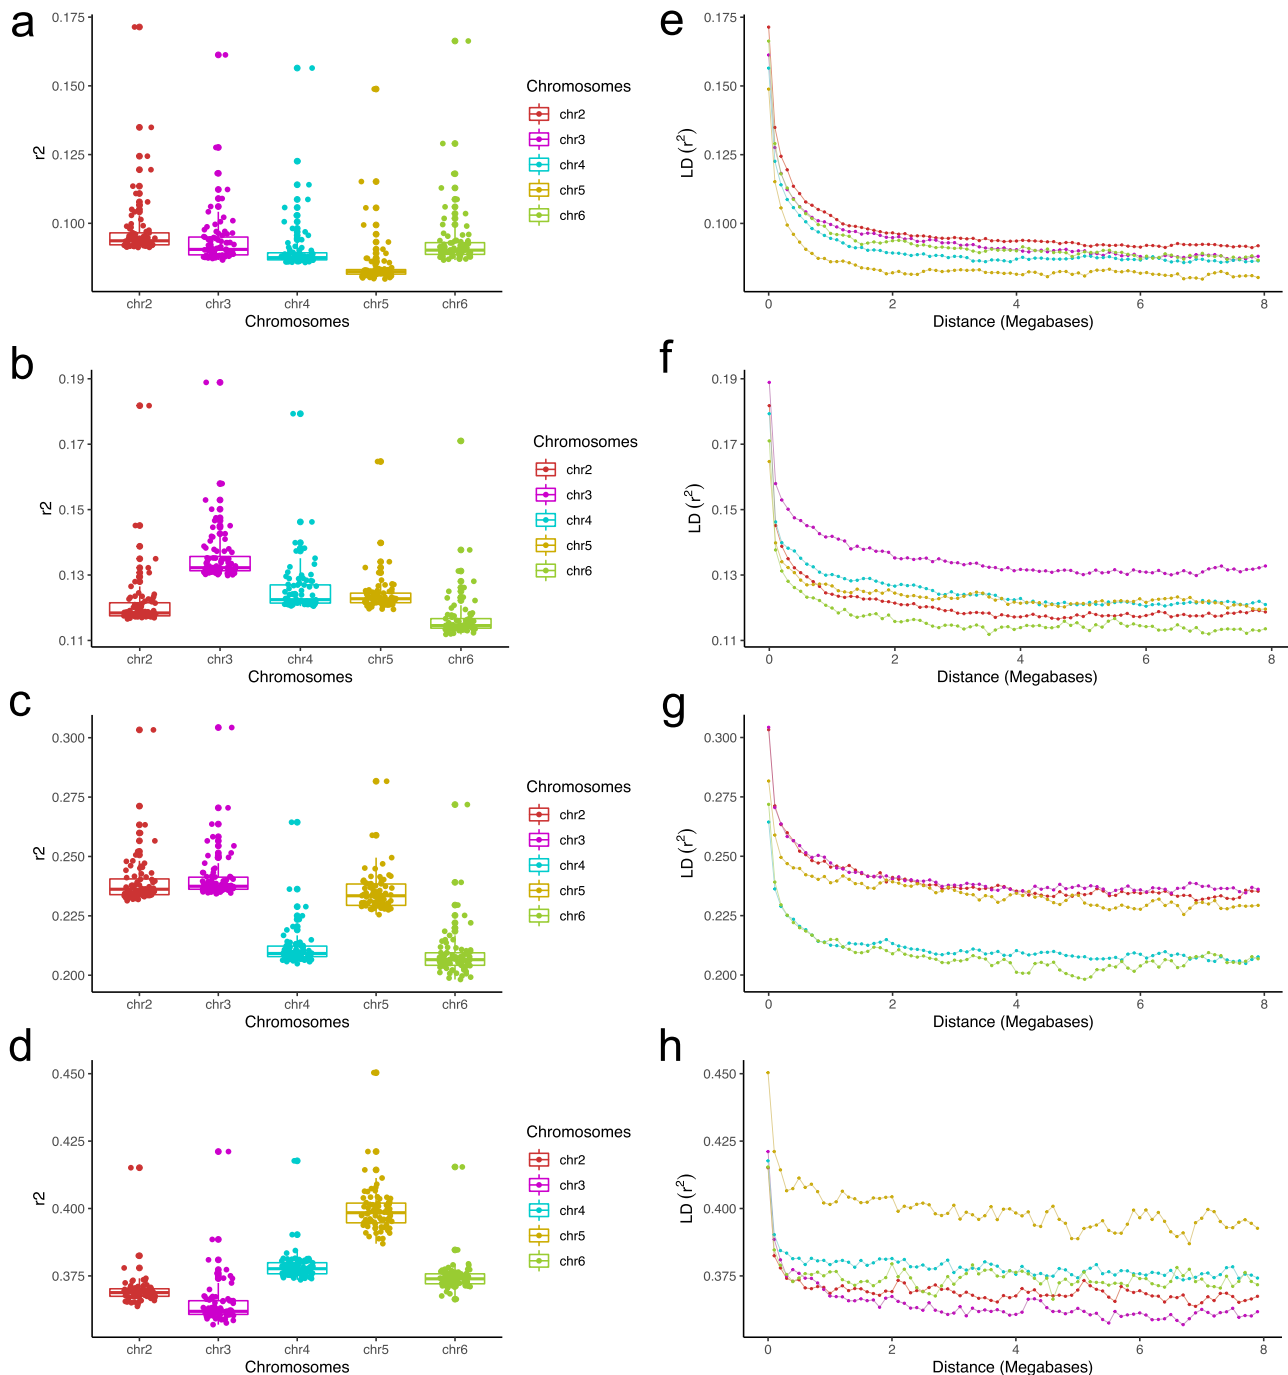 a
0.175
0.150
0.125
0.100
r2
chr2 chr3 chr4 chr5 chr6
Chromosomes
Chromosomes
chr2
chr3
chr4
chr5
chr6
e
0.175
0.150
0.125
0.100
LD (r²)
0 2 4 6 8
Distance (Megabases)
b
0.19
0.17
0.15
0.13
0.11
r2
chr2 chr3 chr4 chr5 chr6
Chromosomes
Chromosomes
chr2
chr3
chr4
chr5
chr6
f
0.19
0.17
0.15
0.13
0.11
LD (r²)
0 2 4 6 8
Distance (Megabases)
c
0.300
0.275
0.250
0.225
0.200
r2
chr2 chr3 chr4 chr5 chr6
Chromosomes
Chromosomes
chr2
chr3
chr4
chr5
chr6
g
0.300
0.275
0.250
0.225
0.200
LD (r²)
0 2 4 6 8
Distance (Megabases)
d
0.450
0.425
0.400
0.375
r2
chr2 chr3 chr4 chr5 chr6
Chromosomes
Chromosomes
chr2
chr3
chr4
chr5
chr6
h
0.450
0.425
0.400
0.375
LD (r²)
0 2 4 6 8
Distance (Megabases)